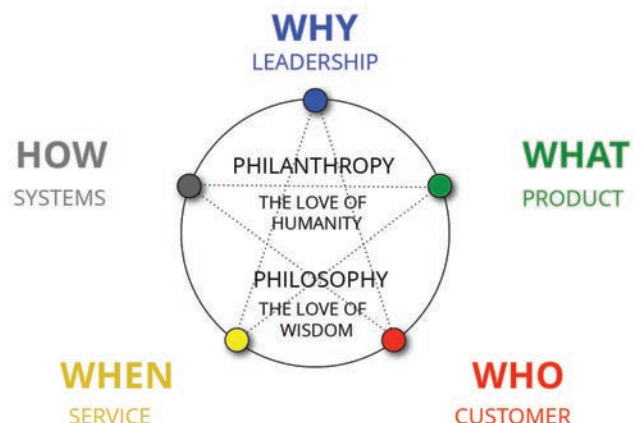 WHY
LEADERSHIP
HOW
SYSTEMS
WHAT
PRODUCT
PHILANTHROPY
THE LOVE OF
HUMANITY
PHILOSOPHY
THE LOVE OF
WISDOM
WHEN
SERVICE
WHO
CUSTOMER